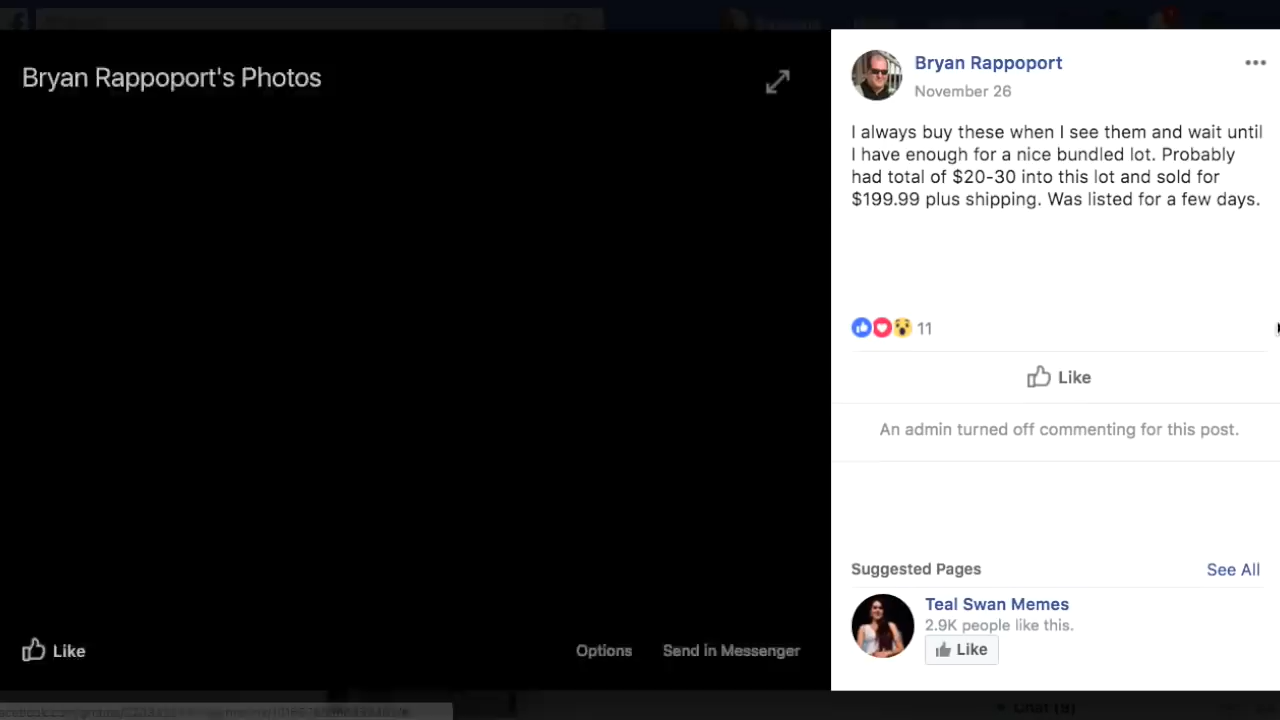 Bryan Rappoport's Photos
Bryan Rappoport
November 26
I always buy these when I see them and wait until
I have enough for a nice bundled lot. Probably
had total of $20-30 into this lot and sold for
$199.99 plus shipping. Was listed for a few days.
11
Like
An admin turned off commenting for this post.
Suggested Pages
See All
Teal Swan Memes
2.9K people like this.
Like
Like
Options
Send in Messenger
Chat (9)